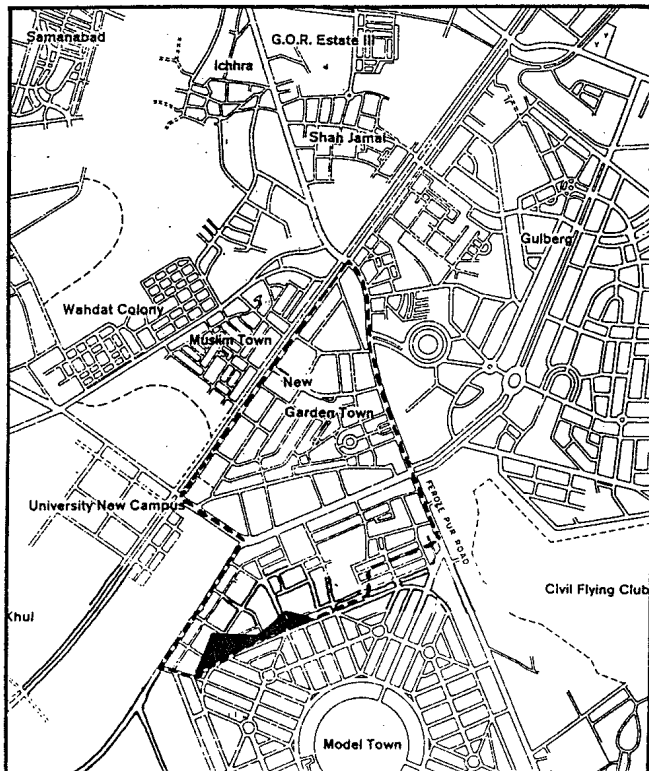 Samanabad
G.O.R. Estate III
Ichhra
Shah Jamal
Gulberg
Wahdat Colony
Muslim Town
New
Garden Town
University New Campus
FEROZE PUR ROAD
Civil Flying Club
Khui
Model Town